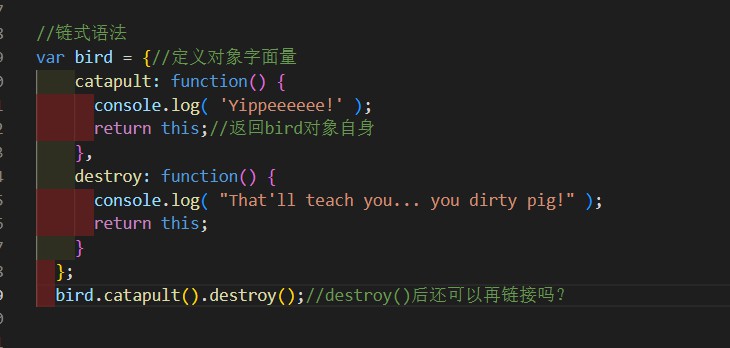 //链式语法
var bird = {//定义对象字面量
catapult: function() {
console.log( 'Yippeeeeee!' );
return this;//返回bird对象自身
},
destroy: function() {
console.log( "That'll teach you... you dirty pig!" );
return this;
}
};
bird.catapult().destroy();//destroy()后还可以再链接吗?